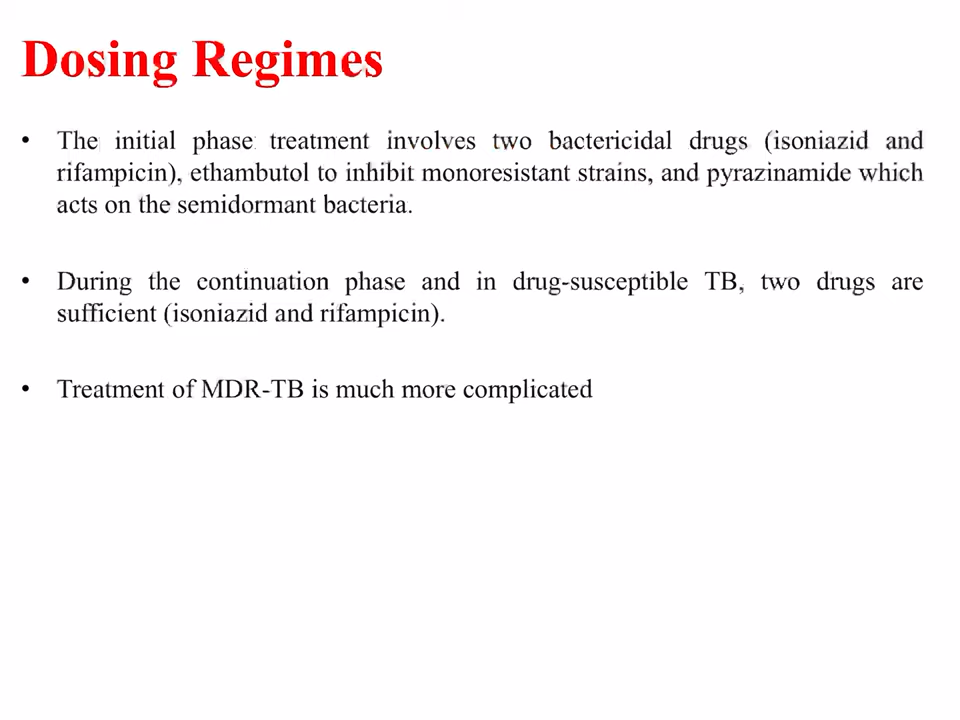 Dosing Regimes
• The initial phase treatment involves two bactericidal drugs (isoniazid and
rifampicin), ethambutol to inhibit monoresistant strains, and pyrazinamide which
acts on the semidormant bacteria.
• During the continuation phase and in drug-susceptible TB, two drugs are
sufficient (isoniazid and rifampicin).
• Treatment of MDR-TB is much more complicated